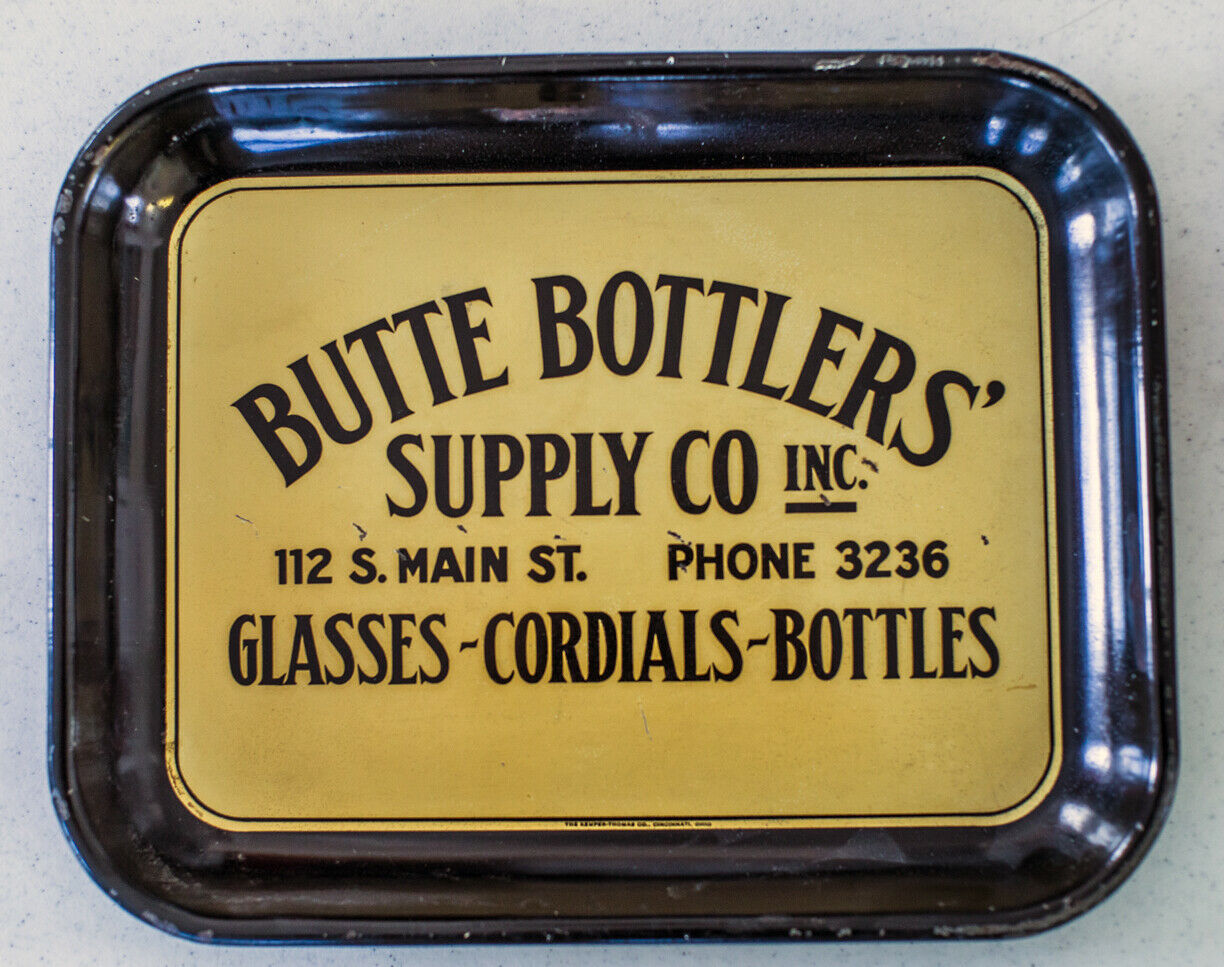 BUTTE BOTTLERS'
SUPPLY CO INC.
112 S. MAIN ST. PHONE 3236
GLASSES-CORDIALS-BOTTLES
THE KEMPER-THOMAS CO., CINCINNATI, OHIO